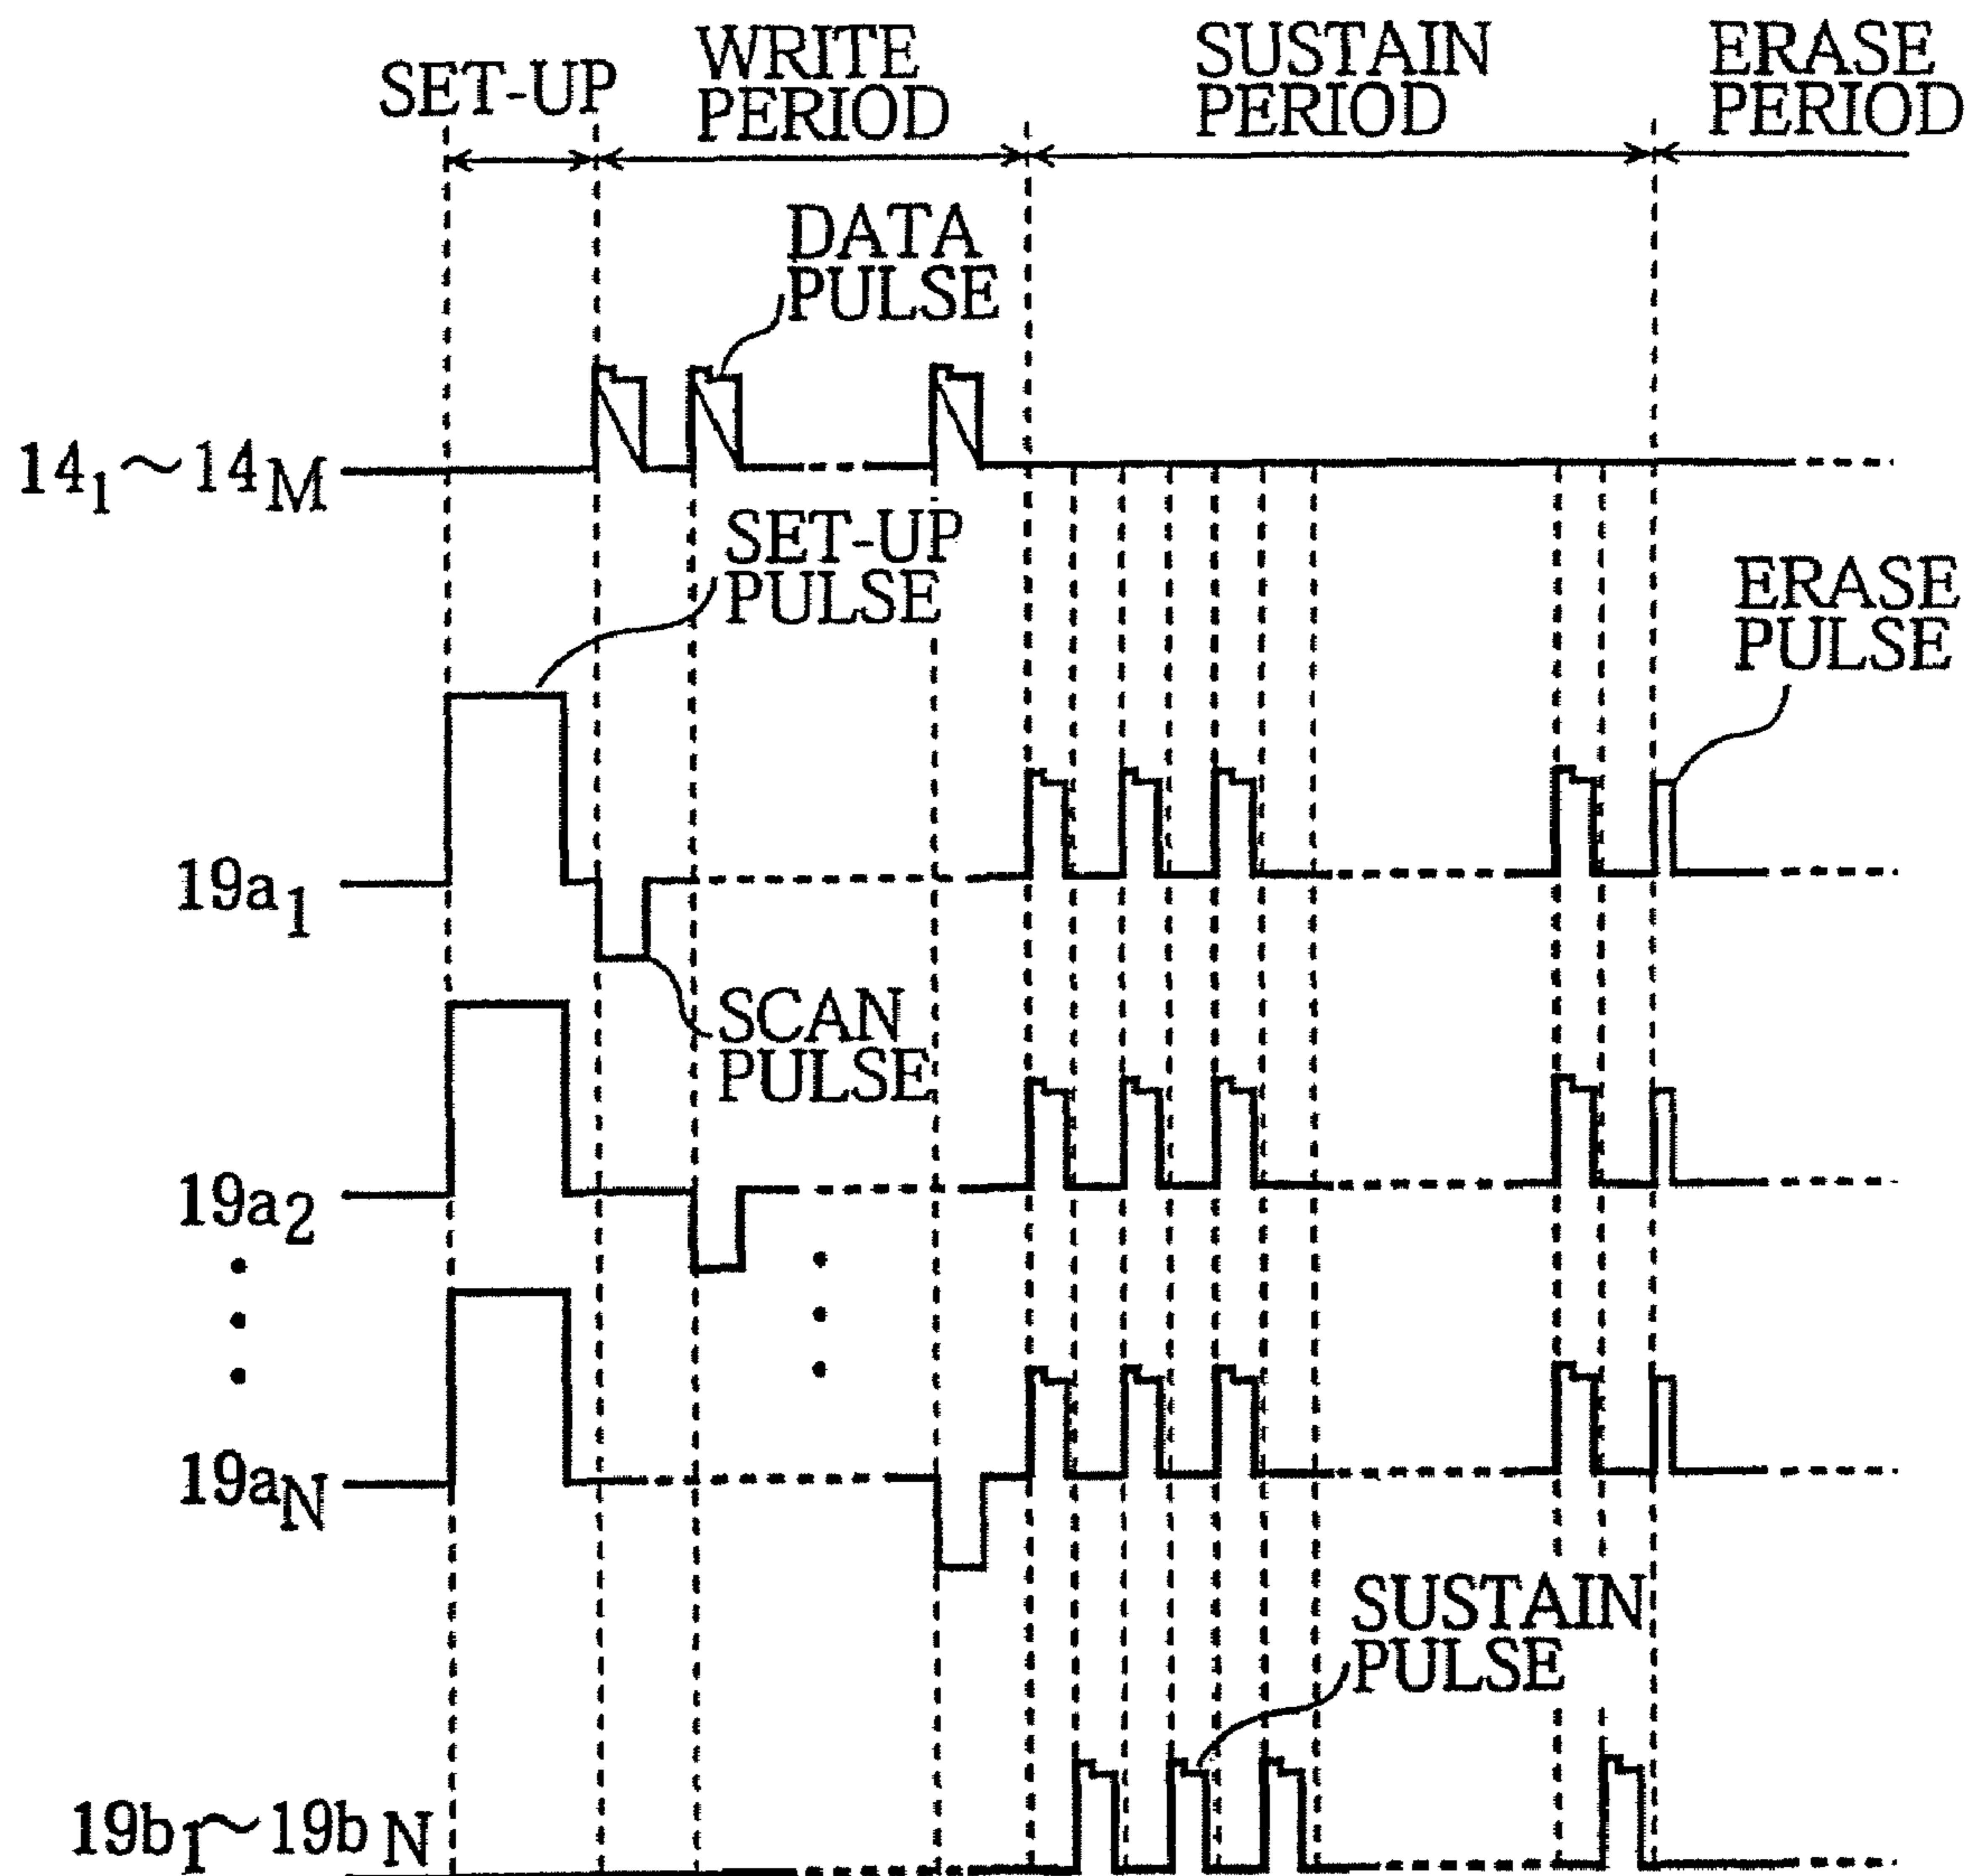 SET-UP
WRITE
PERIOD
SUSTAIN
PERIOD
ERASE
PERIOD
DATA
PULSE
14₁~14M
SET-UP
PULSE
ERASE
PULSE
19a₁
SCAN
PULSE
19a₂
19aN
SUSTAIN
PULSE
19b₁~19bN